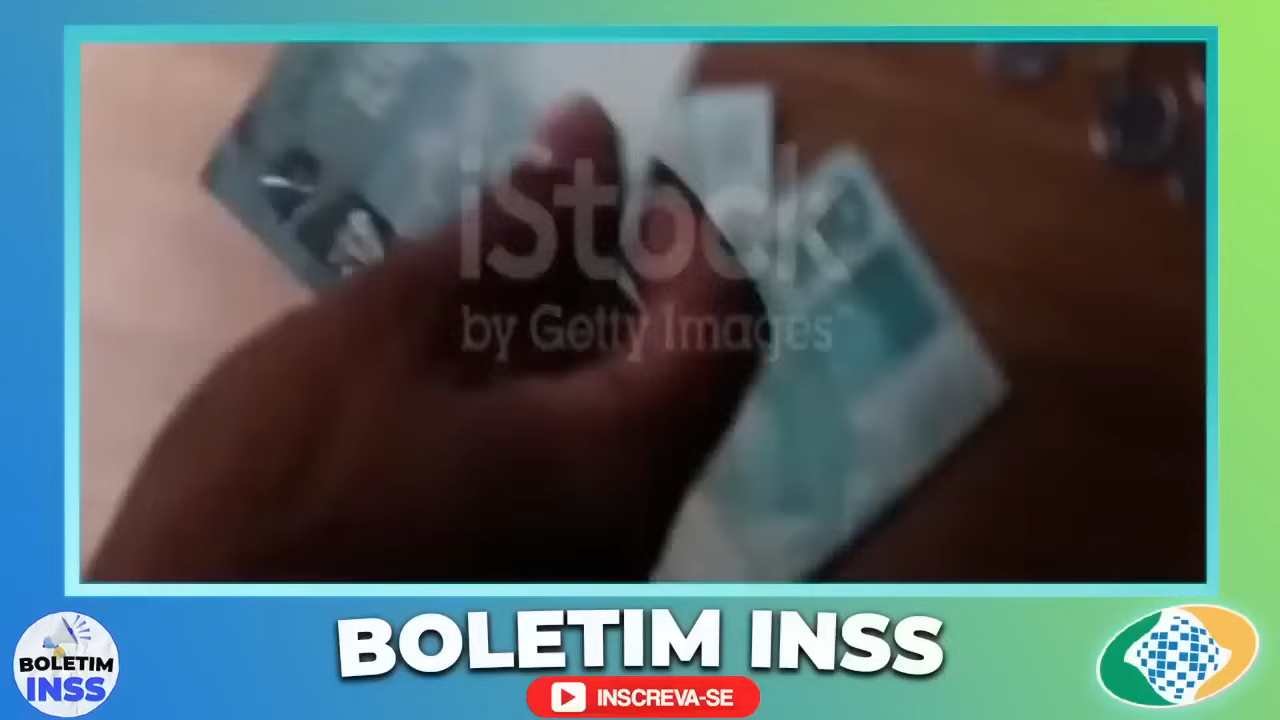 iStock
by Getty Images
BOLETIM INSS
BOLETIM
INSS
INSCREVA-SE